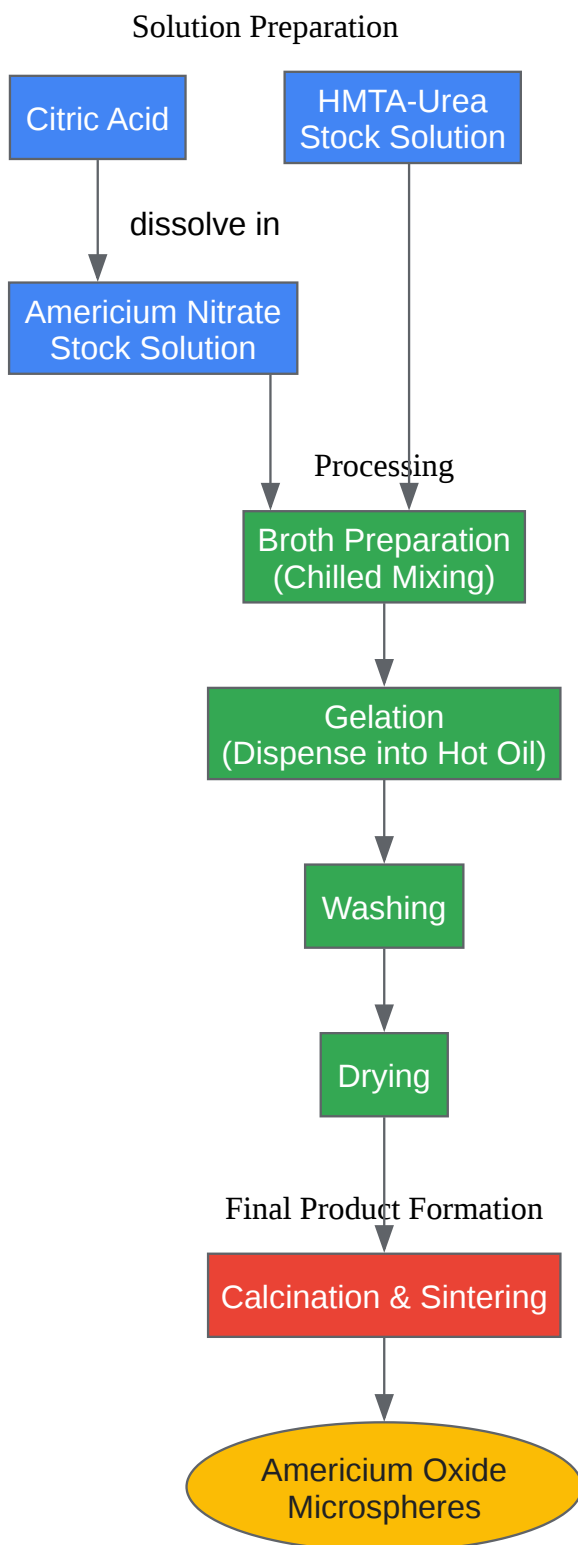 Solution Preparation
Citric Acid
HMTA-Urea
Stock Solution
dissolve in
Americium Nitrate
Stock Solution
Processing
Broth Preparation
(Chilled Mixing)
Gelation
(Dispense into Hot Oil)
Washing
Drying
Final Product Formation
Calcination & Sintering
Americium Oxide
Microspheres